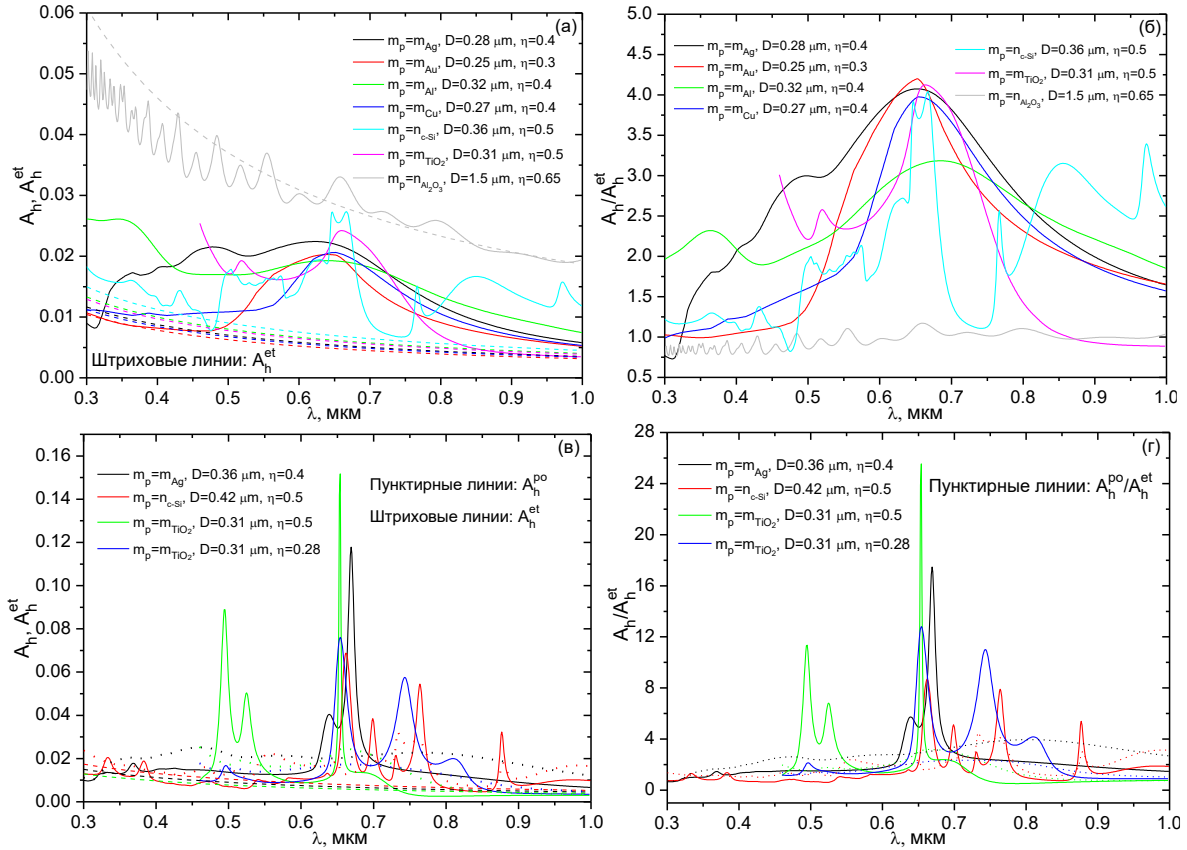 (а)
A_h, A_h^et
0.06
0.05
0.04
0.03
0.02
0.01
0.00
m_p=m_Ag, D=0.28 μm, η=0.4
m_p=m_Au, D=0.25 μm, η=0.3
m_p=m_Al, D=0.32 μm, η=0.4
m_p=m_Cu, D=0.27 μm, η=0.4
m_p=n_c-Si, D=0.36 μm, η=0.5
m_p=m_TiO₂, D=0.31 μm, η=0.5
m_p=n_Al₂O₃, D=1.5 μm, η=0.65
Штриховые линии: A_h^et
0.3 0.4 0.5 0.6 0.7 0.8 0.9 1.0
λ, мкм
(б)
A_h/A_h^et
5.0
4.5
4.0
3.5
3.0
2.5
2.0
1.5
1.0
0.5
m_p=m_Ag, D=0.28 μm, η=0.4
m_p=m_Au, D=0.25 μm, η=0.3
m_p=m_Al, D=0.32 μm, η=0.4
m_p=m_Cu, D=0.27 μm, η=0.4
m_p=n_c-Si, D=0.36 μm, η=0.5
m_p=m_TiO₂, D=0.31 μm, η=0.5
m_p=n_Al₂O₃, D=1.5 μm, η=0.65
0.3 0.4 0.5 0.6 0.7 0.8 0.9 1.0
λ, мкм
(в)
A_h, A_h^et
0.16
0.14
0.12
0.10
0.08
0.06
0.04
0.02
0.00
m_p=m_Ag, D=0.36 μm, η=0.4
m_p=n_c-Si, D=0.42 μm, η=0.5
m_p=m_TiO₂, D=0.31 μm, η=0.5
m_p=m_TiO₂, D=0.31 μm, η=0.28
Пунктирные линии: A_h^po
Штриховые линии: A_h^et
0.3 0.4 0.5 0.6 0.7 0.8 0.9 1.0
λ, мкм
(г)
A_h/A_h^et
28
24
20
16
12
8
4
0
m_p=m_Ag, D=0.36 μm, η=0.4
m_p=n_c-Si, D=0.42 μm, η=0.5
m_p=m_TiO₂, D=0.31 μm, η=0.5
m_p=m_TiO₂, D=0.31 μm, η=0.28
Пунктирные линии: A_h^po/A_h^et
0.3 0.4 0.5 0.6 0.7 0.8 0.9 1.0
λ, мкм